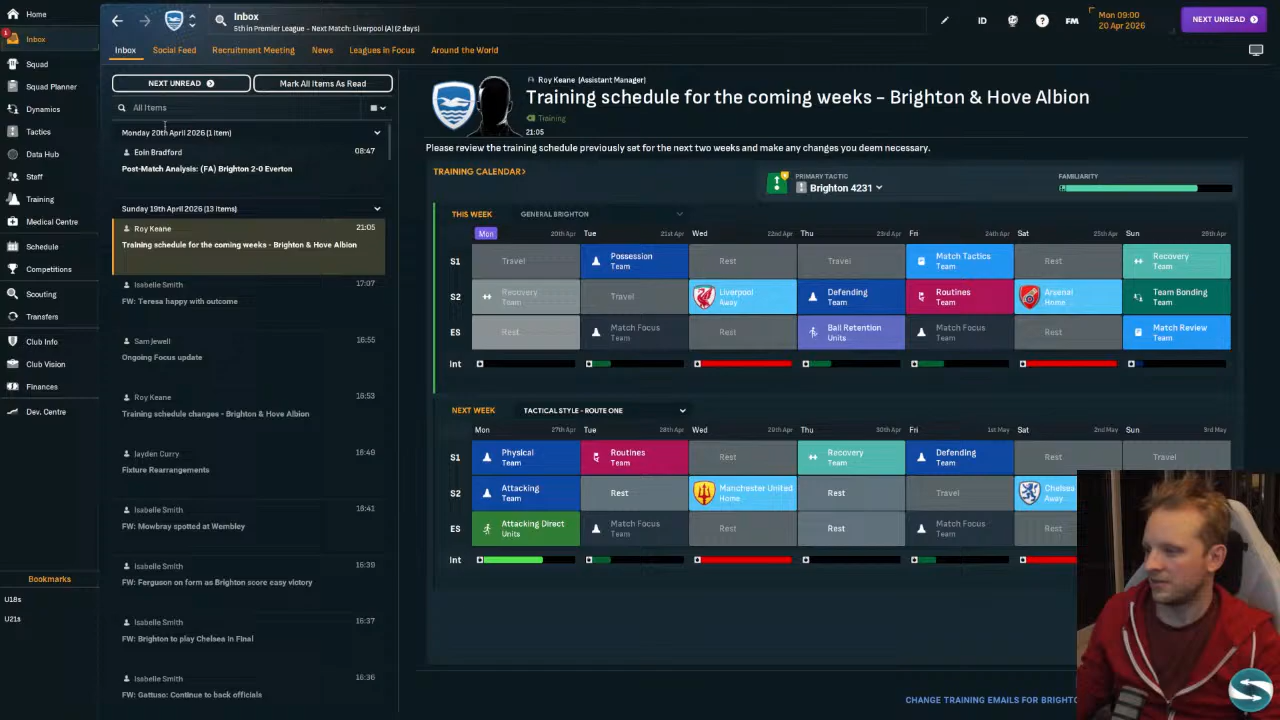 Home
Inbox
Squad
Squad Planner
Dynamics
Tactics
Data Hub
Staff
Training
Medical Centre
Schedule
Competitions
Scouting
Transfers
Club Info
Club Vision
Finances
Dev. Centre
Bookmarks
U18s
U21s
Inbox
5th in Premier League - Next Match: Liverpool (A) (2 days)
ID
FM
Mon 09:00
20 Apr 2026
NEXT UNREAD
Inbox Social Feed Recruitment Meeting News Leagues in Focus Around the World
NEXT UNREAD
Mark All Items As Read
All Items
Monday 20th April 2026 (1 item)
Eoin Bradford 08:47
Post-Match Analysis: (FA) Brighton 2-0 Everton
Sunday 19th April 2026 (13 items)
Roy Keane 21:05
Training schedule for the coming weeks - Brighton & Hove Albion
Isabelle Smith 17:07
FW: Teresa happy with outcome
Sam Jewell 16:55
Ongoing Focus update
Roy Keane 16:53
Training schedule changes - Brighton & Hove Albion
Jayden Curry 16:48
Fixture Rearrangements
Isabelle Smith 16:41
FW: Mowbray spotted at Wembley
Isabelle Smith 16:39
FW: Ferguson on form as Brighton score easy victory
Isabelle Smith 16:37
FW: Brighton to play Chelsea in Final
Isabelle Smith 16:36
FW: Gattuso: Continue to back officials
Roy Keane (Assistant Manager)
Training schedule for the coming weeks - Brighton & Hove Albion
Training
21:05
Please review the training schedule previously set for the next two weeks and make any changes you deem necessary.
TRAINING CALENDAR>
PRIMARY TACTIC
Brighton 4231
FAMILIARITY
THIS WEEK GENERAL BRIGHTON
Mon 20th Apr Tue 21st Apr Wed 22nd Apr Thu 23rd Apr Fri 24th Apr Sat 25th Apr Sun 26th Apr
S1 Travel Possession Team Rest Travel Match Tactics Team Rest Recovery Team
S2 Recovery Team Travel Liverpool Away Defending Team Routines Team Arsenal Home Team Bonding Team
ES Rest Match Focus Team Rest Ball Retention Units Match Focus Team Rest Match Review Team
Int
NEXT WEEK TACTICAL STYLE - ROUTE ONE
Mon 27th Apr Tue 28th Apr Wed 29th Apr Thu 30th Apr Fri 1st May Sat 2nd May Sun 3rd May
S1 Physical Team Routines Team Rest Recovery Team Defending Team Rest Travel
S2 Attacking Team Rest Manchester United Home Rest Travel Chelsea Away
ES Attacking Direct Units Match Focus Team Rest Rest Match Focus Team Rest
Int
CHANGE TRAINING EMAILS FOR BRIGHTO